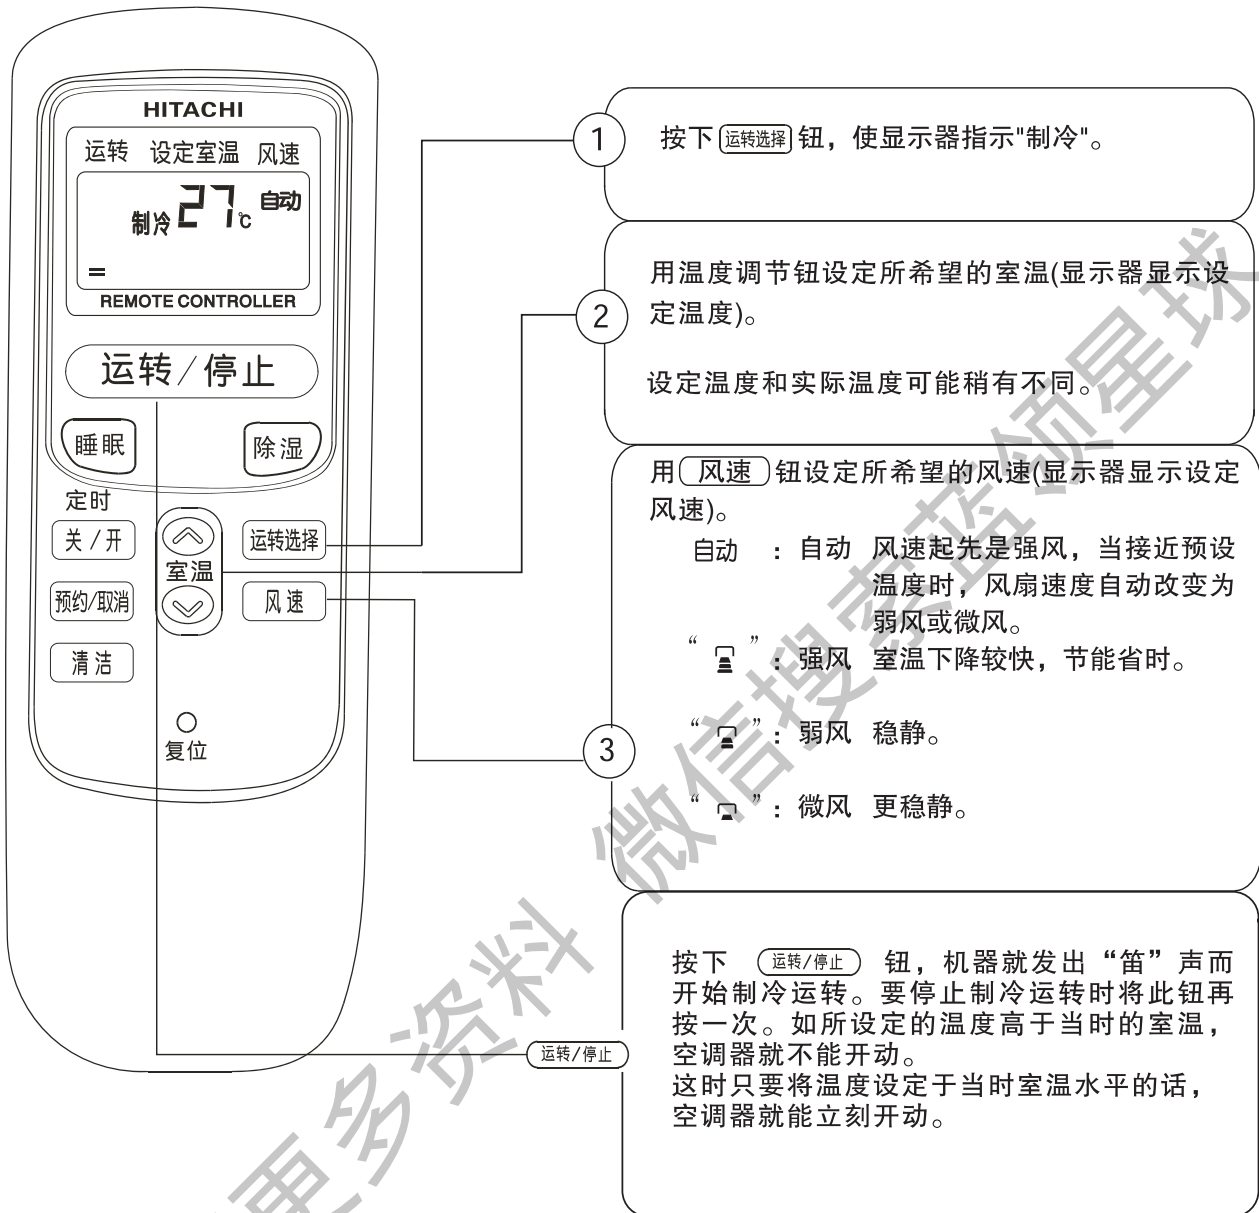 HITACHI
运转 设定室温 风速
制冷 27℃ 自动
REMOTE CONTROLLER
运转/停止
睡眠 除湿
定时
关/开
室温
运转选择
预约/取消
风速
清洁
复位
1
按下 运转选择 钮，使显示器指示"制冷"。
2
用温度调节钮设定所希望的室温(显示器显示设
定温度)。
设定温度和实际温度可能稍有不同。
3
用 风速 钮设定所希望的风速(显示器显示设定
风速)。
自动 ：自动 风速起先是强风，当接近预设
温度时，风扇速度自动改变为
弱风或微风。
“ ”：强风 室温下降较快，节能省时。
“ ”：弱风 稳静。
“ ”：微风 更稳静。
运转/停止
按下 运转/停止 钮，机器就发出“笛”声而
开始制冷运转。要停止制冷运转时将此钮再
按一次。如所设定的温度高于当时的室温，
空调器就不能开动。
这时只要将温度设定于当时室温水平的话，
空调器就能立刻开动。
更多资料 微信搜索蓝领星球